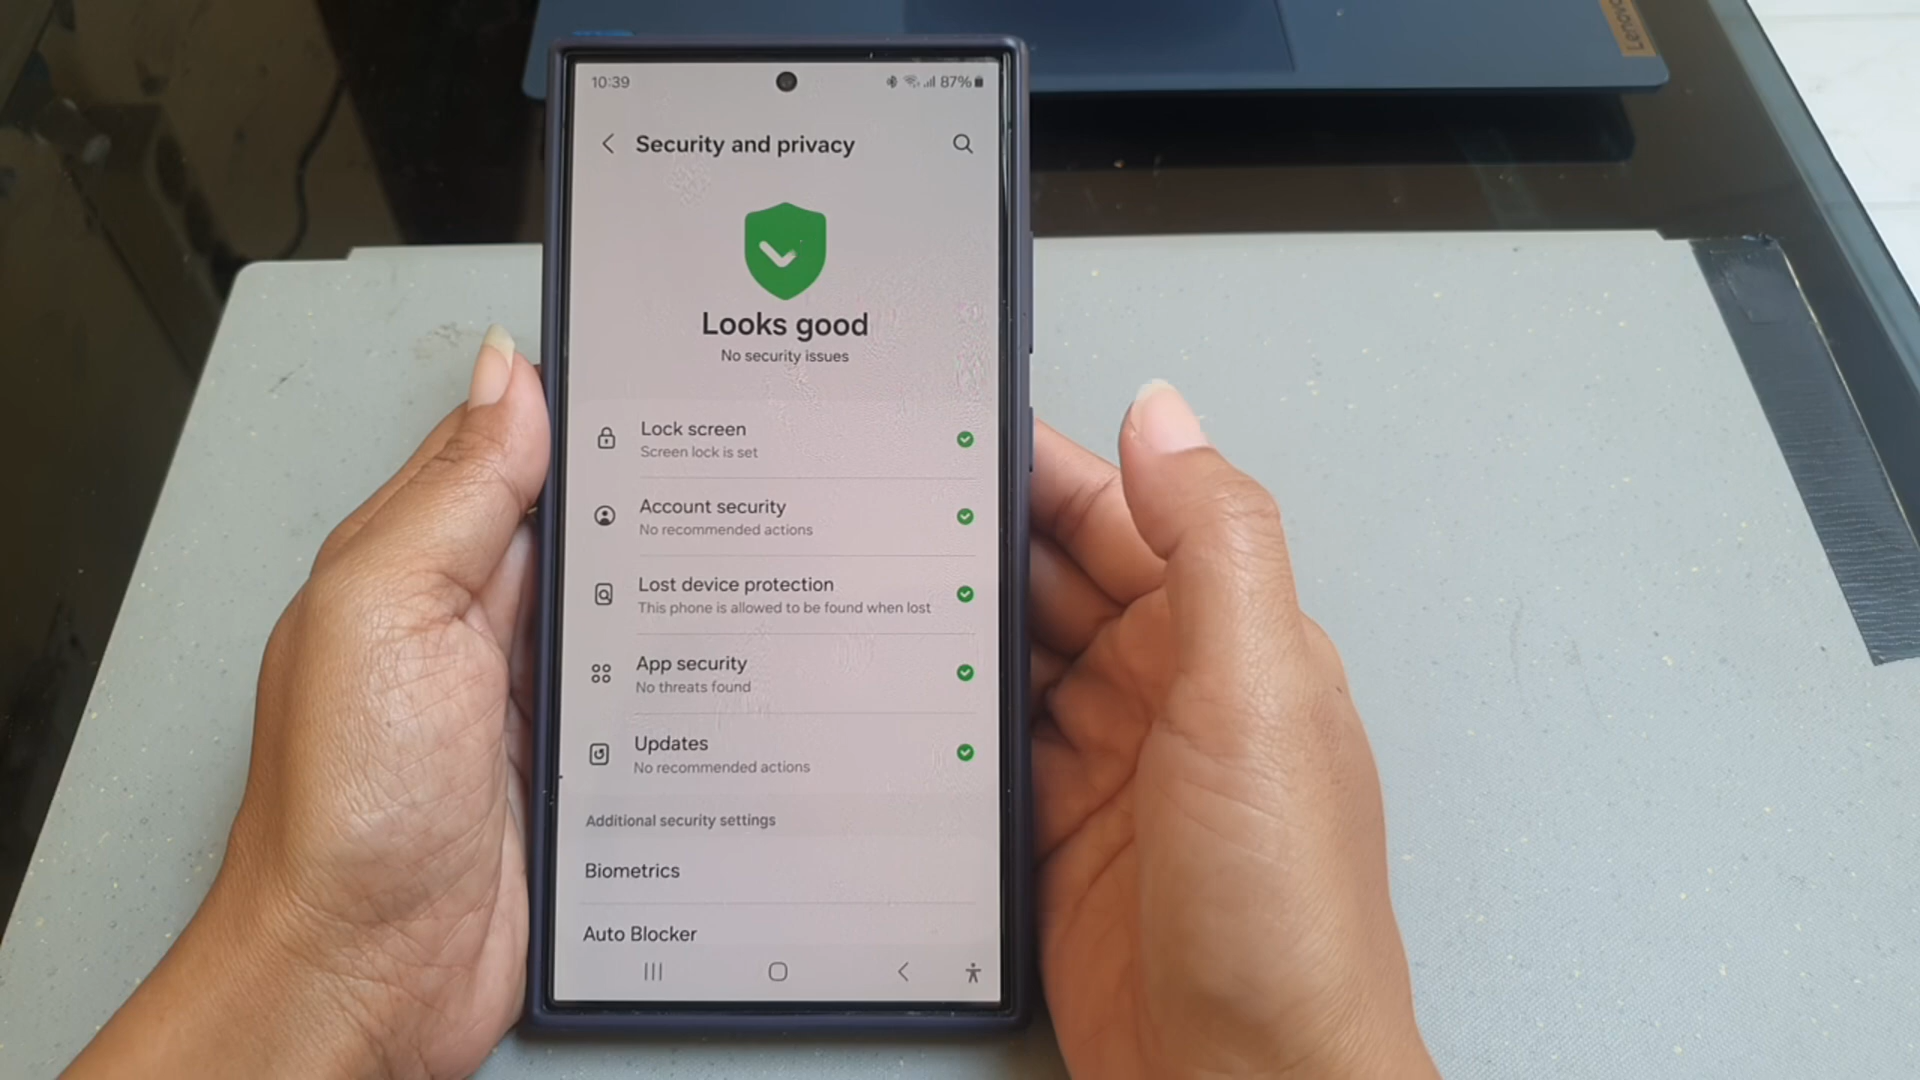 Lenovo
10:39
87%
Security and privacy
Looks good
No security issues
Lock screen
Screen lock is set
Account security
No recommended actions
Lost device protection
This phone is allowed to be found when lost
App security
No threats found
Updates
No recommended actions
Additional security settings
Biometrics
Auto Blocker